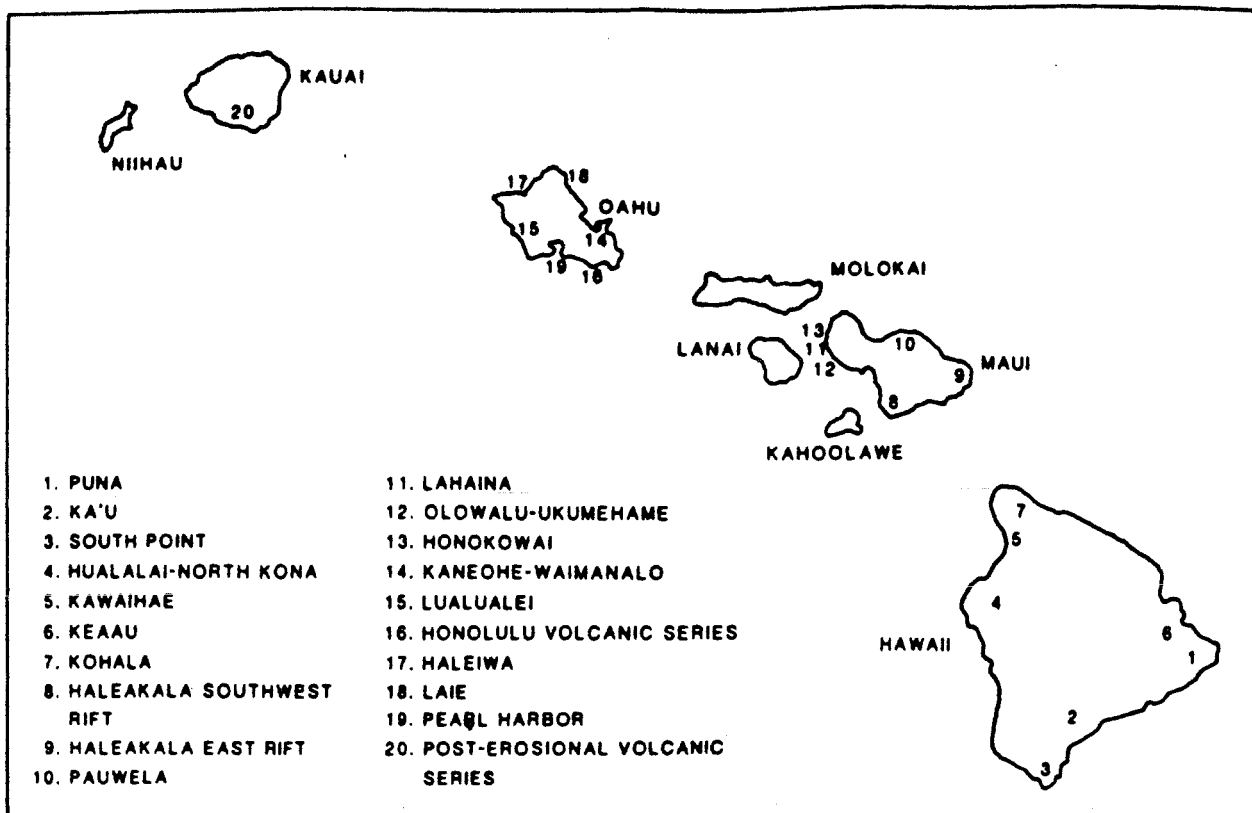 KAUAI
20
NIIHAU
17
18
OAHU
15
14
19
16
MOLOKAI
13
11
12
LANAI
10
MAUI
9
8
KAHOOLAWE
1. PUNA
2. KA'U
3. SOUTH POINT
4. HUALALAI-NORTH KONA
5. KAWAIHAE
6. KEAAU
7. KOHALA
8. HALEAKALA SOUTHWEST
RIFT
9. HALEAKALA EAST RIFT
10. PAUWELA
11. LAHAINA
12. OLOWALU-UKUMEHAME
13. HONOKOWAI
14. KANEOHE-WAIMANALO
15. LUALUALEI
16. HONOLULU VOLCANIC SERIES
17. HALEIWA
18. LAIE
19. PEARL HARBOR
20. POST-EROSIONAL VOLCANIC
SERIES
7
5
4
HAWAII
6
1
2
3